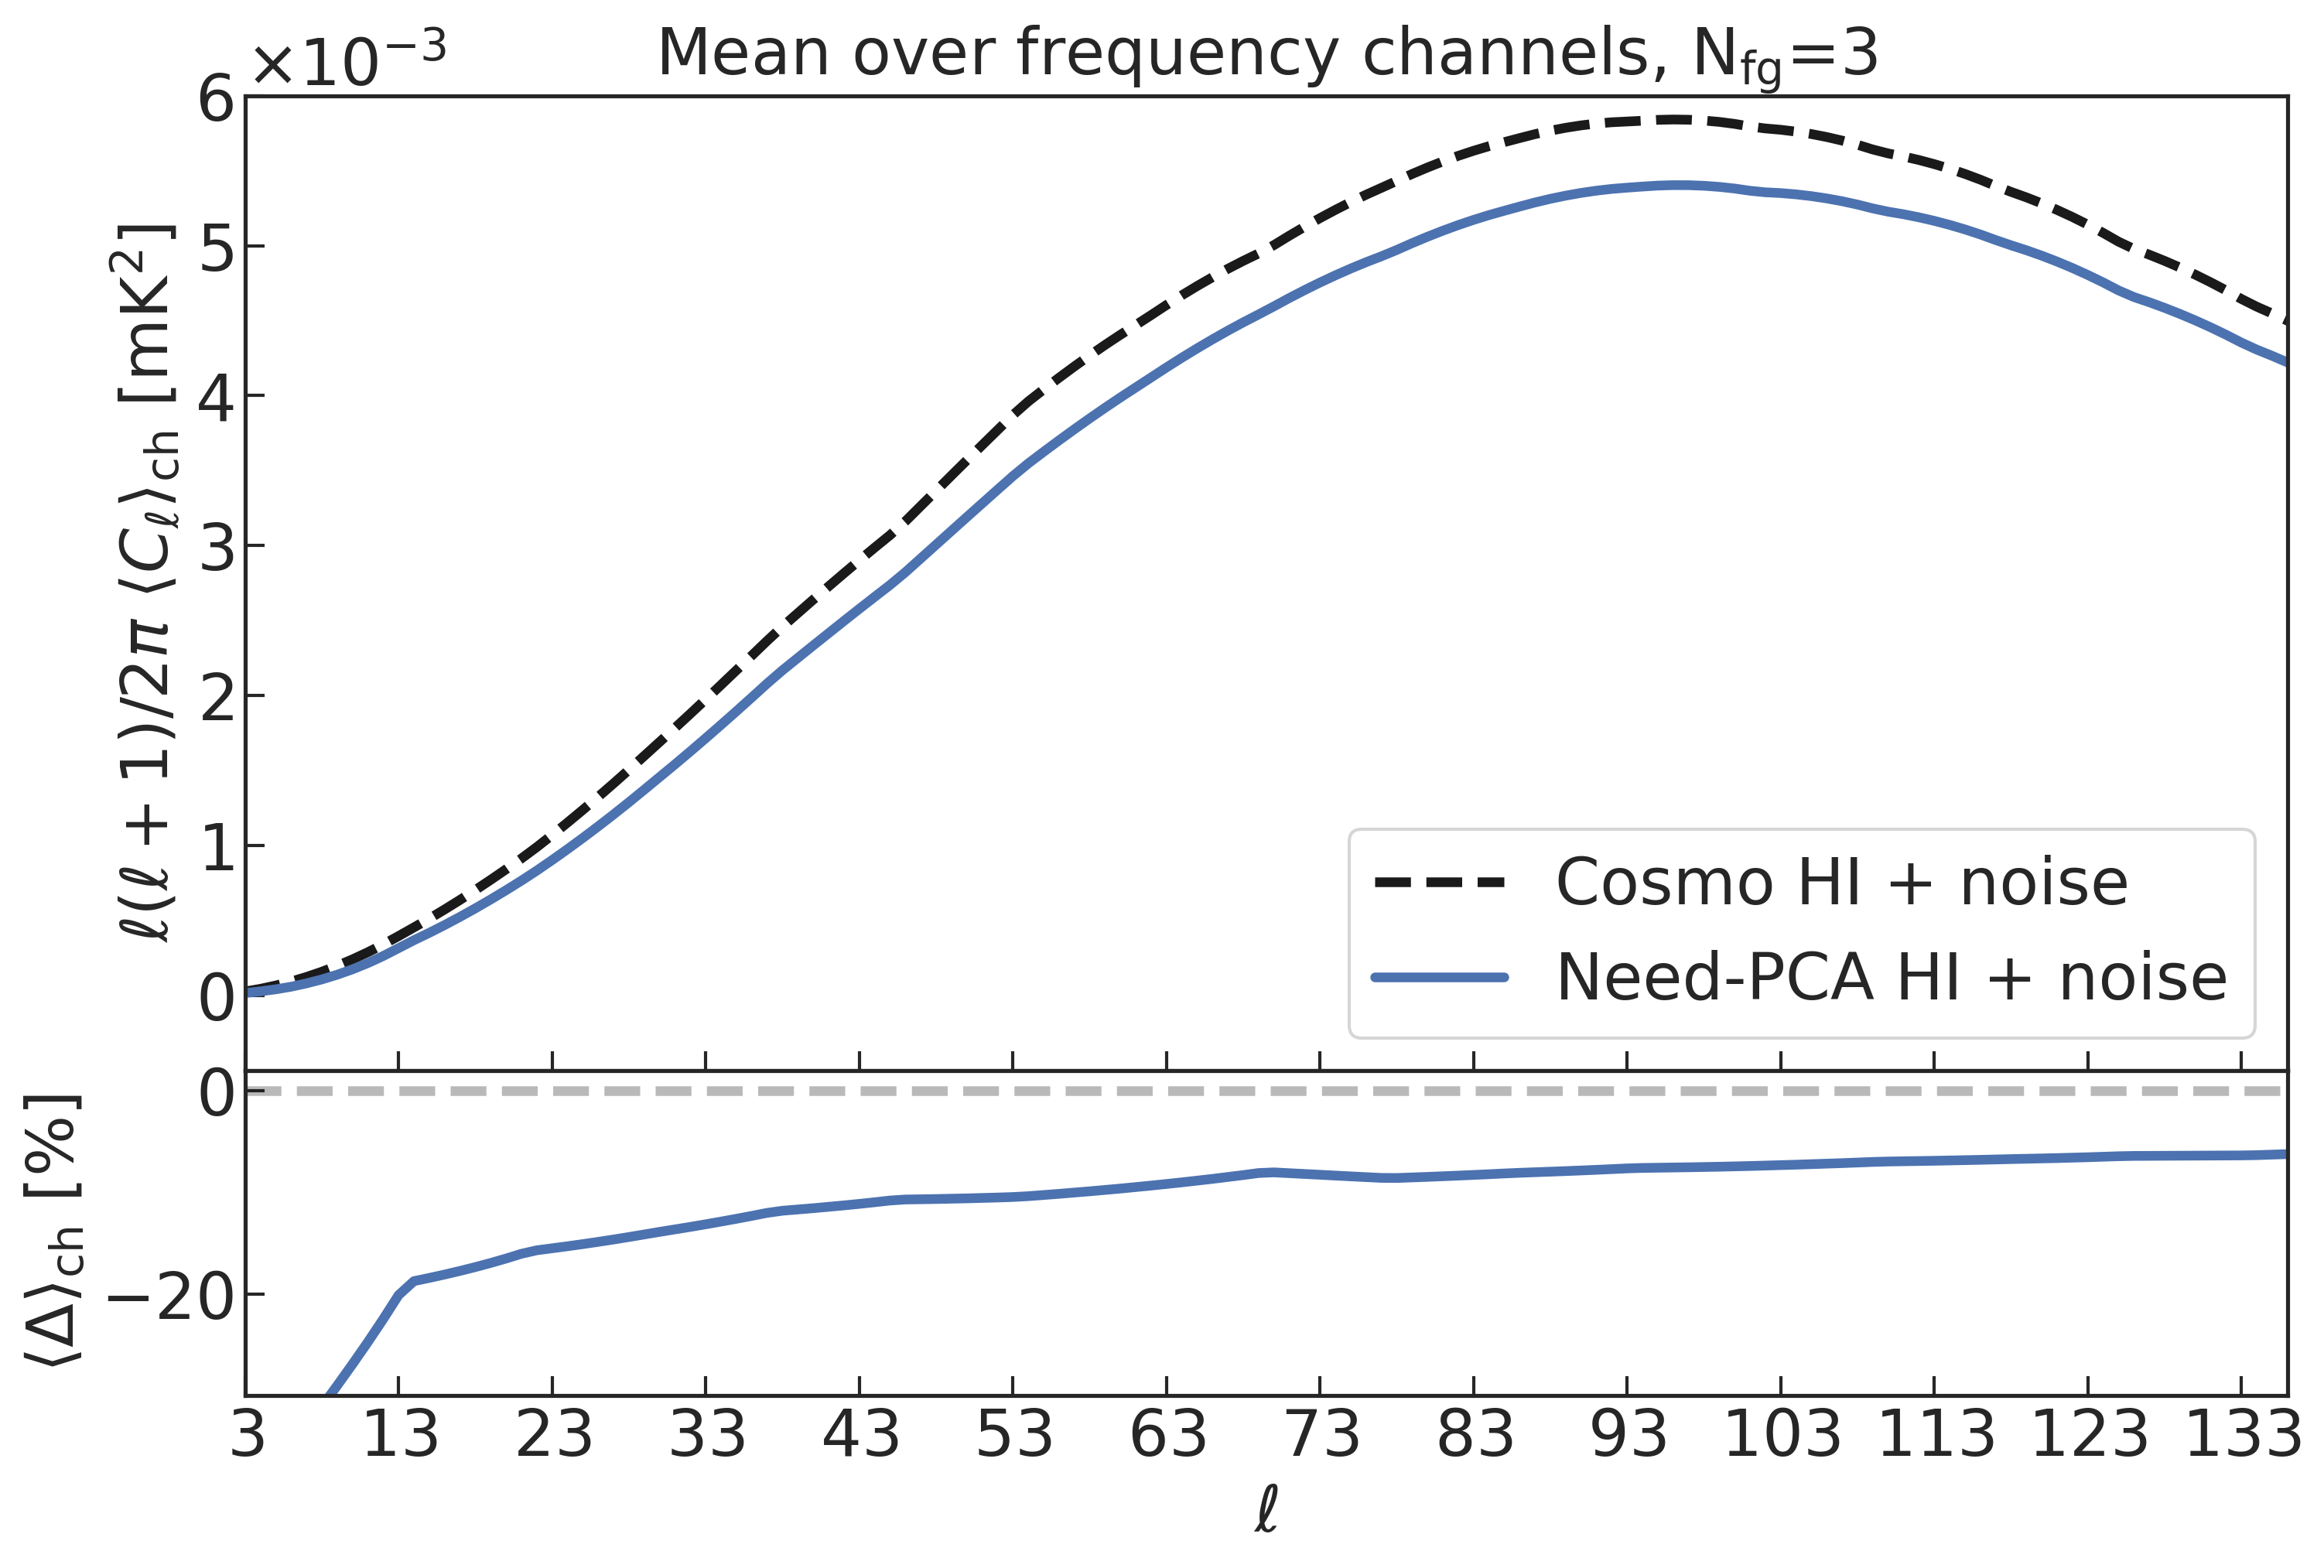 ×10⁻³
Mean over frequency channels, N_fg=3
6
5
4
3
2
1
0
ℓ(ℓ + 1)/2π ⟨C_ℓ⟩_ch [mK²]
Cosmo HI + noise
Need-PCA HI + noise
0
−20
⟨Δ⟩_ch [%]
3 13 23 33 43 53 63 73 83 93 103 113 123 133
ℓ